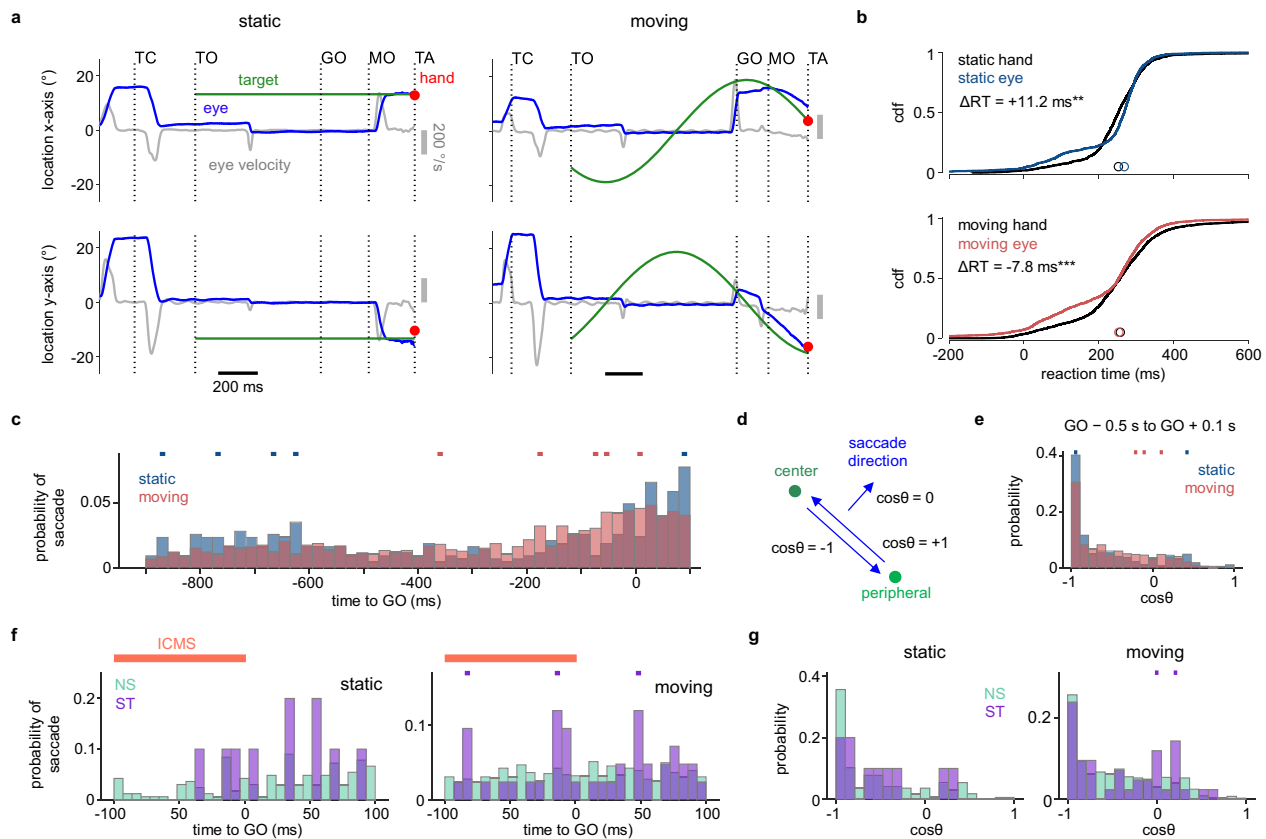 a
static
moving
TC
TO
GO
MO
TA
TC
TO
GO
MO
TA
location x-axis (°)
20
0
-20
target
eye
eye velocity
hand
200 °/s
hand
20
0
-20
location y-axis (°)
20
0
-20
200 ms
20
0
-20
b
cdf
1
0.5
0
static hand
static eye
ΔRT = +11.2 ms**
cdf
1
0.5
0
moving hand
moving eye
ΔRT = -7.8 ms***
-200
0
200
400
600
reaction time (ms)
c
probability of
saccade
0.05
0
static
moving
-800
-600
-400
-200
0
time to GO (ms)
d
center
saccade
direction
cosθ = 0
cosθ = -1
cosθ = +1
peripheral
e
GO − 0.5 s to GO + 0.1 s
probability
0.4
0.2
0
static
moving
-1
0
1
cosθ
f
ICMS
probability of
saccade
0.2
0.1
0
NS
ST
static
-100
50
0
50
100
time to GO (ms)
0.1
0
moving
-100
50
0
50
100
time to GO (ms)
g
static
probability
0.4
0.2
0
NS
ST
-1
0
1
cosθ
moving
0.2
0
-1
0
1
cosθ